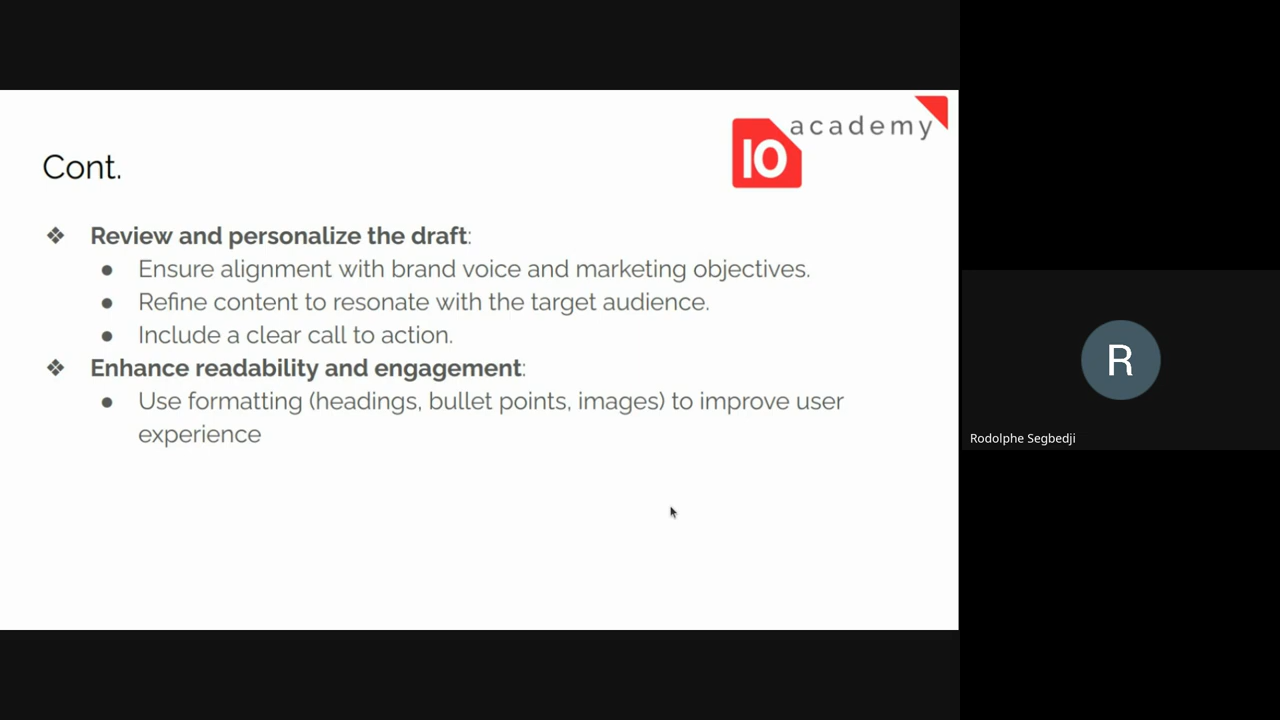 academy
10
Cont.
❖ Review and personalize the draft:
● Ensure alignment with brand voice and marketing objectives.
● Refine content to resonate with the target audience.
● Include a clear call to action.
❖ Enhance readability and engagement:
● Use formatting (headings, bullet points, images) to improve user
experience
R
Rodolphe Segbedji